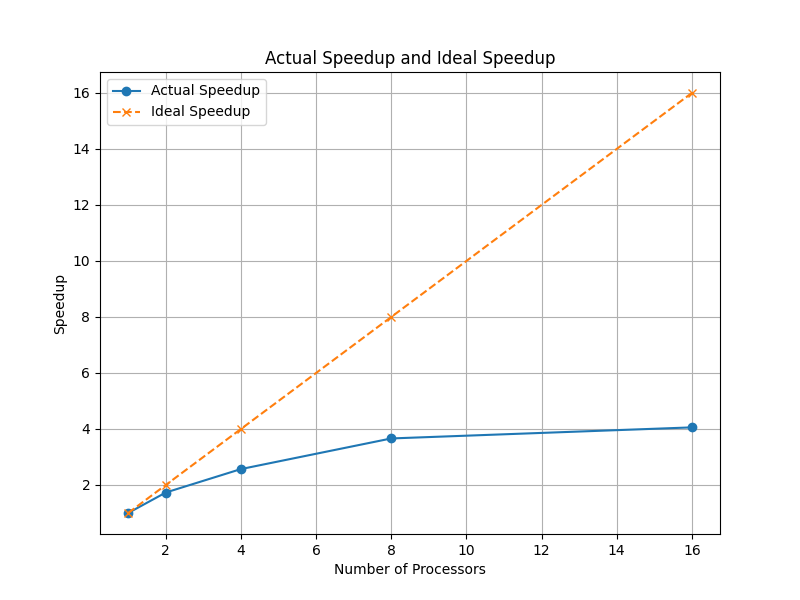 Actual Speedup and Ideal Speedup
Actual Speedup
Ideal Speedup
16
14
12
10
8
6
4
2
Speedup
2 4 6 8 10 12 14 16
Number of Processors